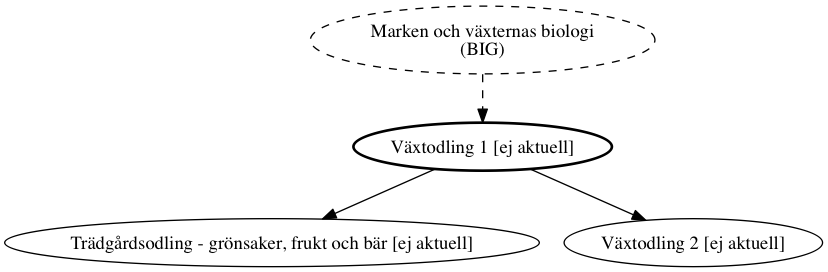 Marken och växternas biologi
(BIG)
Växtodling 1 [ej aktuell]
Trädgårdsodling - grönsaker, frukt och bär [ej aktuell]
Växtodling 2 [ej aktuell]